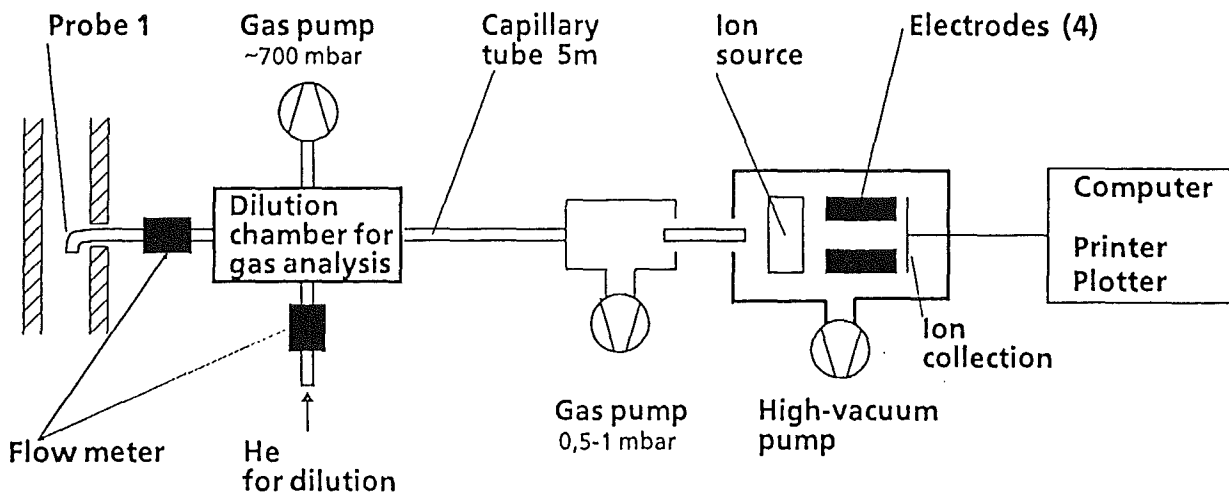 Probe 1
Gas pump
~700 mbar
Capillary
tube 5m
Ion
source
Electrodes (4)
Dilution
chamber for
gas analysis
Computer
Printer
Plotter
Ion
collection
Gas pump
0,5-1 mbar
High-vacuum
pump
Flow meter
He
for dilution